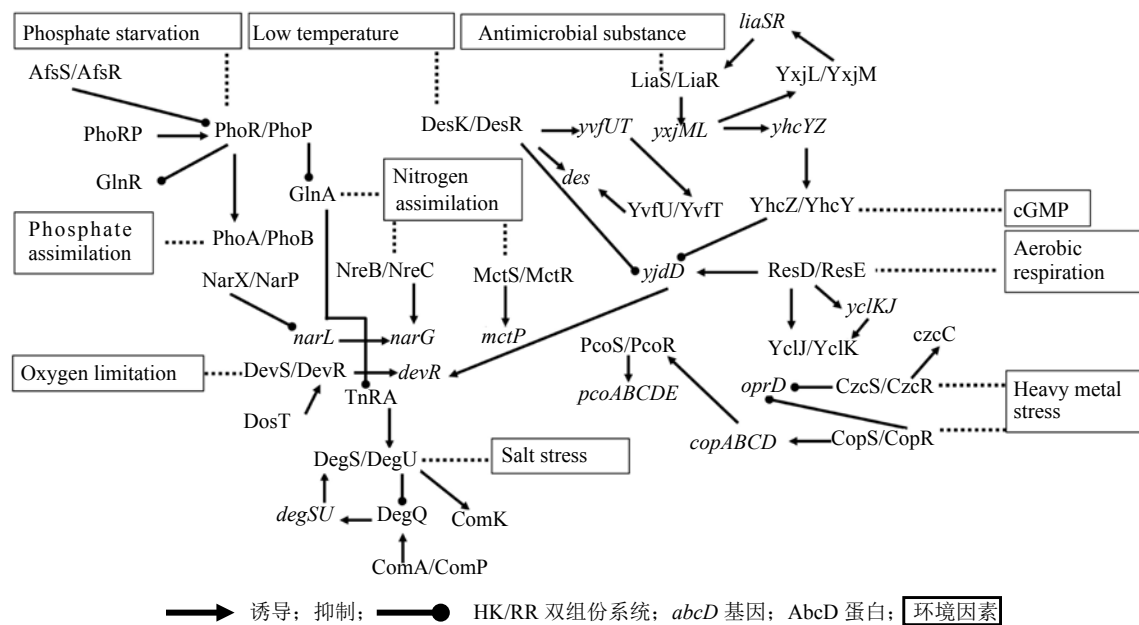 liaSR
Phosphate starvation
Low temperature
Antimicrobial substance
AfsS/AfsR
LiaS/LiaR
YxjL/YxjM
PhoRP
PhoR/PhoP
DesK/DesR
yvfUT
yxjML
yhcYZ
GlnR
GlnA
Nitrogen
assimilation
des
YvfU/YvfT
YhcZ/YhcY
cGMP
Phosphate
assimilation
PhoA/PhoB
NreB/NreC
MctS/MctR
yjdD
ResD/ResE
Aerobic
respiration
NarX/NarP
yclKJ
narL
narG
mctP
PcoS/PcoR
YclJ/YclK
czcC
Oxygen limitation
DevS/DevR
devR
TnRA
pcoABCDE
oprD
CzcS/CzcR
Heavy metal
stress
DosT
copABCD
CopS/CopR
DegS/DegU
Salt stress
degSU
DegQ
ComK
ComA/ComP
诱导；抑制； HK/RR 双组份系统；abcD 基因；AbcD 蛋白；环境因素